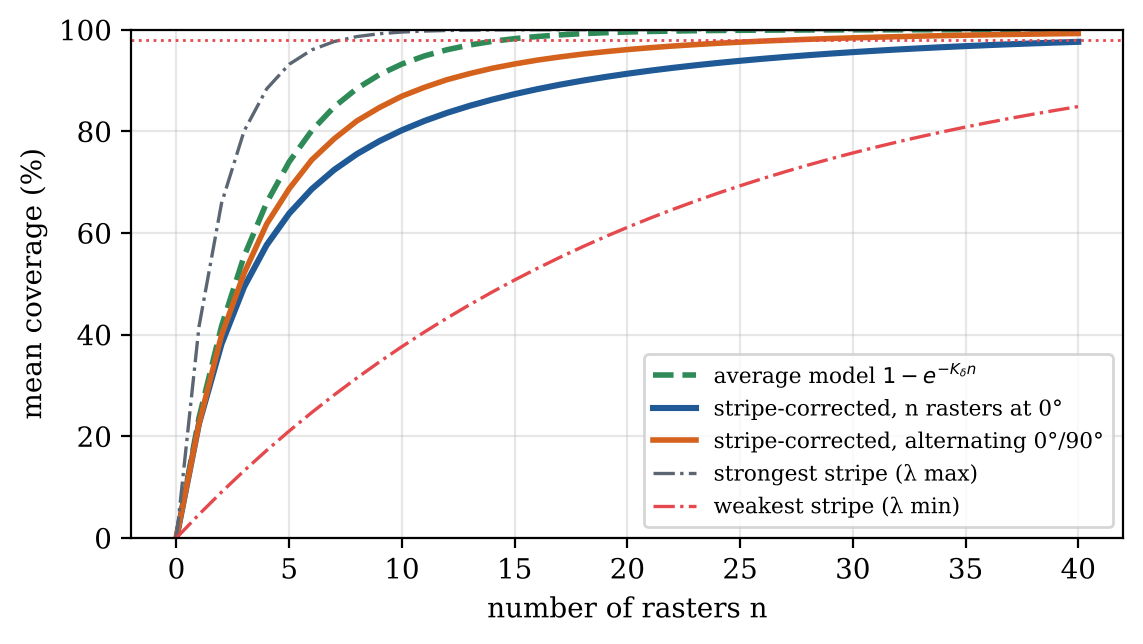 100
80
60
40
20
0
mean coverage (%)
average model 1 − e^{−K_δ n}
stripe-corrected, n rasters at 0°
stripe-corrected, alternating 0°/90°
strongest stripe (λ max)
weakest stripe (λ min)
0 5 10 15 20 25 30 35 40
number of rasters n